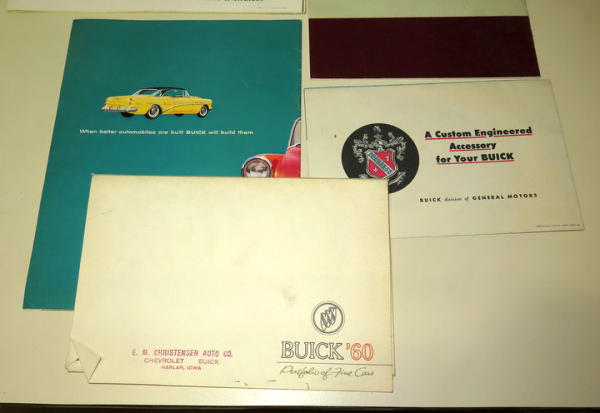 When better automobiles are built BUICK will build them
A Custom Engineered
Accessory
for Your BUICK
BUICK division of GENERAL MOTORS
BUICK '60
Portfolio of Fine Cars
E. M. CHRISTENSEN AUTO CO.
CHEVROLET BUICK
HARLAN, IOWA